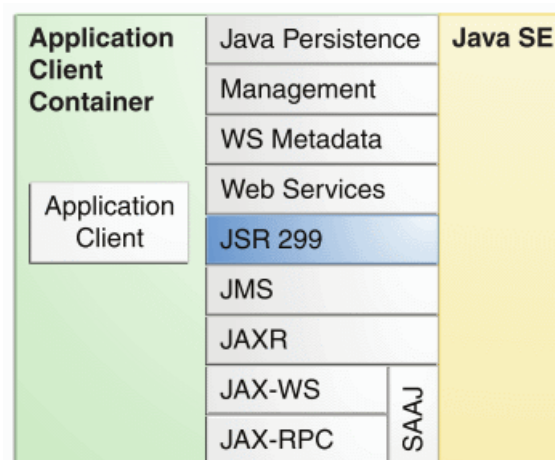 Application
Client
Container
Application
Client
Java Persistence
Management
WS Metadata
Web Services
JSR 299
JMS
JAXR
JAX-WS
JAX-RPC
SAAJ
Java SE